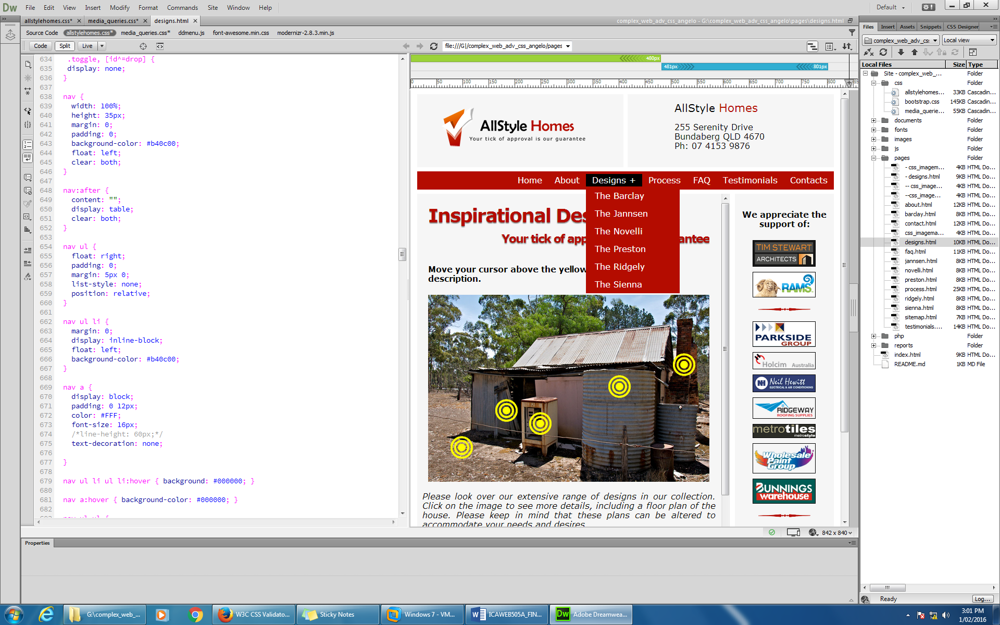 Dw File Edit View Insert Modify Format Commands Site Window Help
Default
allstylehomes.css* media_queries.css* designs.html
complex_web_adv_css_angelo - G:\complex_web_adv_css_angelo\pages\designs.html
Source Code allstylehomes.css* media_queries.css* ddmenu.js font-awesome.min.css modernizr-2.8.3.min.js
Code Split Live
file:///G|/complex_web_adv_css_angelo/pages
634 .toggle, [id^=drop] {
635 display: none;
636 }
637
638 nav {
639 width: 100%;
640 height: 35px;
641 margin: 0;
642 padding: 0;
643 background-color: #b40c00;
644 float: left;
645 clear: both;
646 }
647
648 nav:after {
649 content: "";
650 display: table;
651 clear: both;
652 }
653
654 nav ul {
655 float: right;
656 padding: 0;
657 margin: 5px 0;
658 list-style: none;
659 position: relative;
660 }
661
662 nav ul li {
663 margin: 0;
664 display: inline-block;
665 float: left;
666 background-color: #b40c00;
667 }
668
669 nav a {
670 display: block;
671 padding: 0 12px;
672 color: #FFF;
673 font-size: 16px;
674 /*line-height: 60px;*/
675 text-decoration: none;
676
677 }
678
679 nav ul li ul li:hover { background: #000000; }
680
681 nav a:hover { background-color: #000000; }
682
480px
481px 801px
0 50 100 150 200 250 300 350 400 450 500 550 600 650 700 750 800
AllStyle Homes
Your tick of approval is our guarantee
AllStyle Homes
255 Serenity Drive
Bundaberg QLD 4670
Ph: 07 4153 9876
Home About Designs + Process FAQ Testimonials Contacts
The Barclay
The Jannsen
The Novelli
The Preston
The Ridgely
The Sienna
Inspirational Des
Your tick of app antee
Move your cursor above the yellow
description.
Please look over our extensive range of designs in our collection.
Click on the image to see more details, including a floor plan of the
house. Please keep in mind that these plans can be altered to
accommodate your needs and desires
We appreciate the
support of:
TIM STEWART
ARCHITECTS
RAMS
PARKSIDE
GROUP
Holcim Australia
NH Neil Hewitt
ELECTRICAL & AIR CONDITIONING
RIDGEWAY
ROOFING SUPPLIES
metrotiles
metrostyle
Wholesale
Paint
Group
BUNNINGS
warehouse
842 x 840
Properties
Files Insert Assets Snippets CSS Designer
complex_web_adv_css Local view
Local Files Size Type
Site - complex_web_... Folder
css Folder
allstylehomes... 33KB Cascadin...
bootstrap.css 145KB Cascadin...
media_querie... 55KB Cascadin...
documents Folder
fonts Folder
images Folder
js Folder
pages Folder
- css_imagem... 4KB HTML Do...
- designs.html 9KB HTML Do...
-- css_image... 4KB HTML Do...
--css_image... 4KB HTML Do...
about.html 12KB HTML Do...
barclay.html 8KB HTML Do...
contact.html 12KB HTML Do...
css_imagema... 4KB HTML Do...
designs.html 10KB HTML Do...
faq.html 11KB HTML Do...
jannsen.html 8KB HTML Do...
novelli.html 8KB HTML Do...
preston.html 8KB HTML Do...
process.html 25KB HTML Do...
ridgely.html 8KB HTML Do...
sienna.html 8KB HTML Do...
sitemap.html 7KB HTML Do...
testimonials.... 14KB HTML Do...
php Folder
reports Folder
index.html 9KB HTML Do...
README.md 1KB MD File
Ready Log...
G:\complex_web_... W3C CSS Validato... Sticky Notes Windows 7 - VM... ICAWEB505A_FIN... Adobe Dreamwea...
3:01 PM
1/02/2016